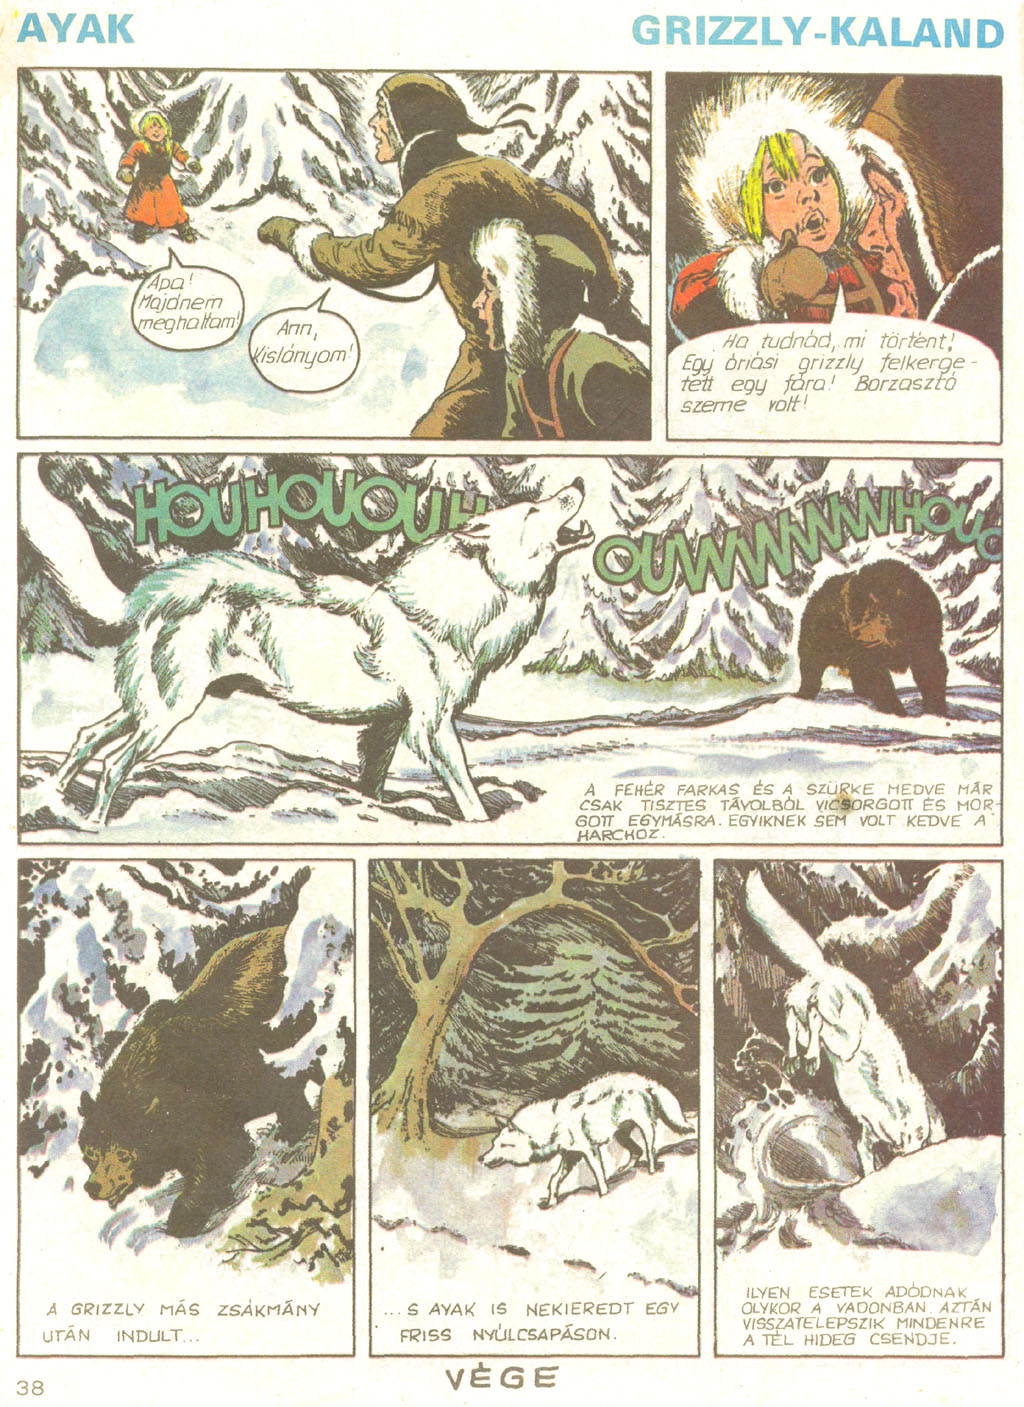 AYAK
GRIZZLY-KALAND
Apa!
Majdnem
meghaltam!
Ann,
Kislányom!
Ha tudnád, mi történt!
Egy óriási grizzly felkerge-
tett egy fára! Borzasztó
szeme volt!
HOUHOUOUUH
OUWWWWWHOUO
A FEHÉR FARKAS ÉS A SZÜRKE MEDVE MÁR
CSAK TISZTES TÁVOLBÓL VICSORGOTT ÉS MOR-
GOTT EGYMÁSRA. EGYIKNEK SEM VOLT KEDVE A
HARCHOZ.
A GRIZZLY MÁS ZSÁKMÁNY
UTÁN INDULT...
...S AYAK IS NEKIEREDT EGY
FRISS NYÚLCSAPÁSON.
ILYEN ESETEK ADÓDNAK
OLYKOR A VADONBAN. AZTÁN
VISSZATELEPSZIK MINDENRE
A TÉL HIDEG CSENDJE.
VÉGE
38